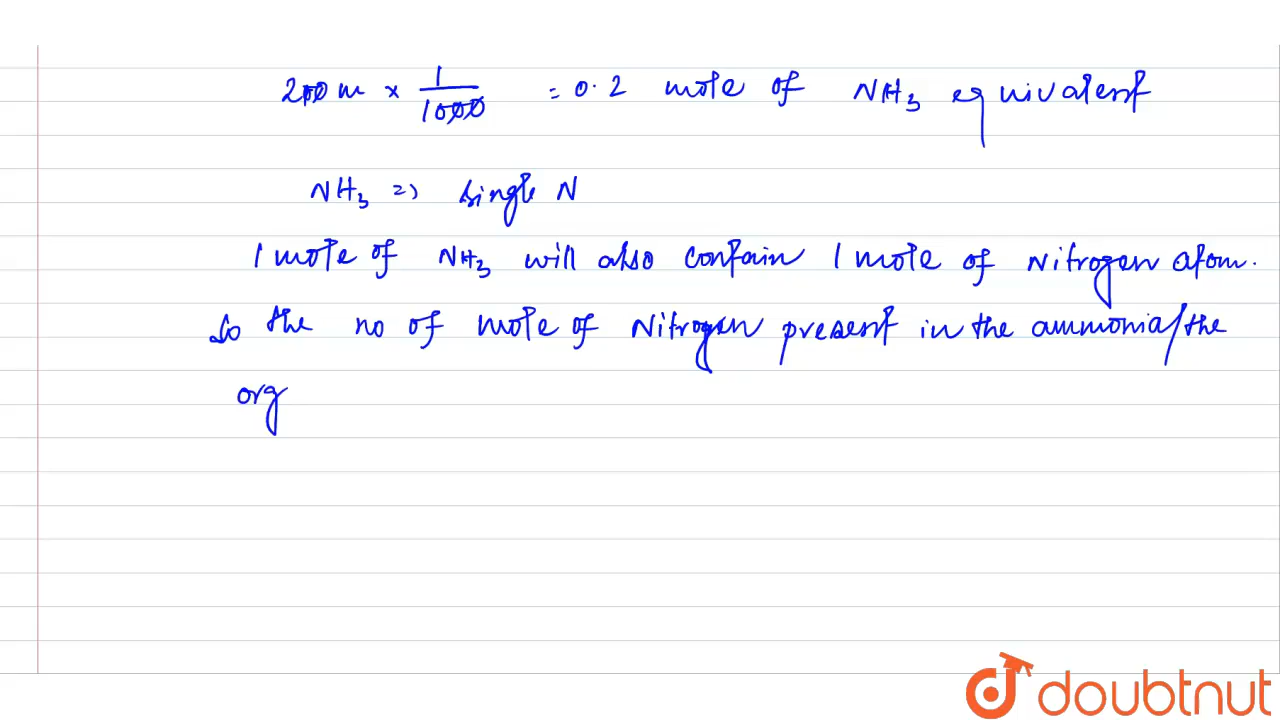 200 m × 1/1000 = 0.2 mole of NH3 equivalent
NH3 => single N
1 mole of NH3 will also contain 1 mole of Nitrogen atom.
So the no of mole of Nitrogen present in the ammonia/the
org
doubtnut